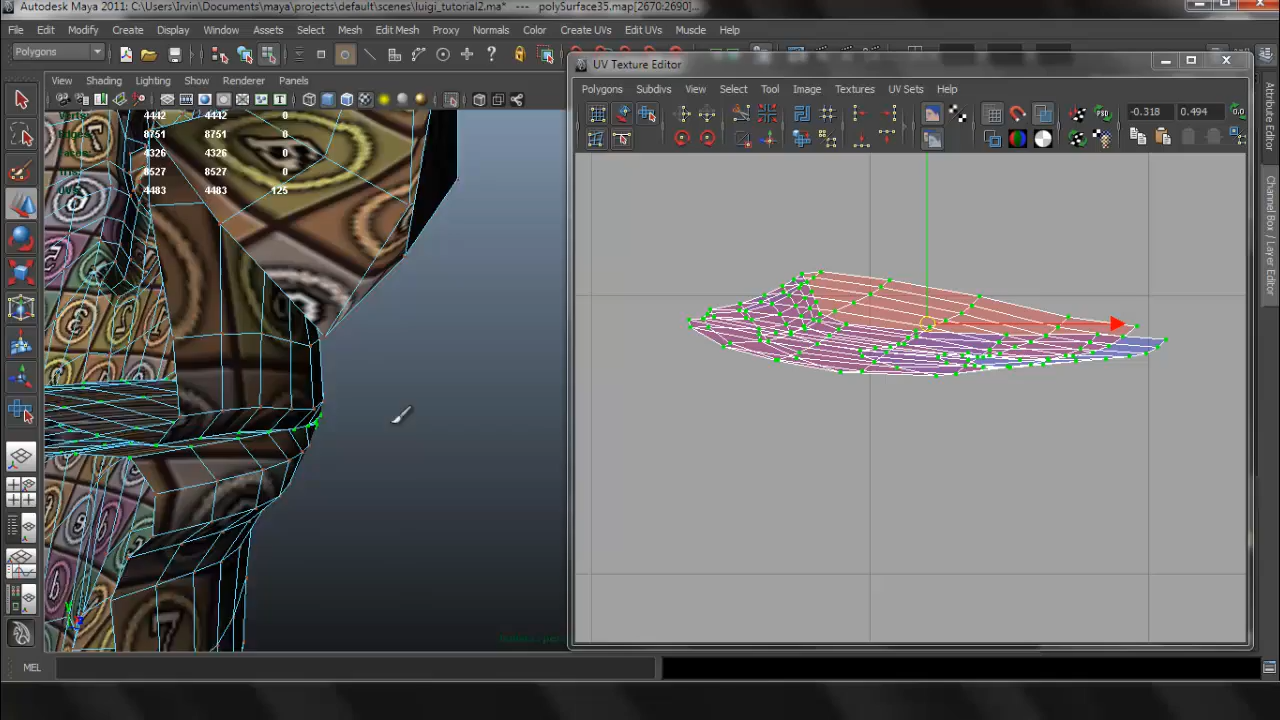 Autodesk Maya 2011: C:\Users\Irvin\Documents\maya\projects\default\scenes\luigi_tutorial2.ma* --- polySurface35.map[2670:2690]...
File Edit Modify Create Display Window Assets Select Mesh Edit Mesh Proxy Normals Color Create UVs Edit UVs Muscle Help
Polygons
View Shading Lighting Show Renderer Panels
4442 4442 0
Edges: 8751 8751 0
4326 4326 0
8527 8527 0
UVs: 4483 4483 125
UV Texture Editor
Polygons Subdivs View Select Tool Image Textures UV Sets Help
-0.318 0.494
Attribute Editor
Channel Box / Layer Editor
MEL